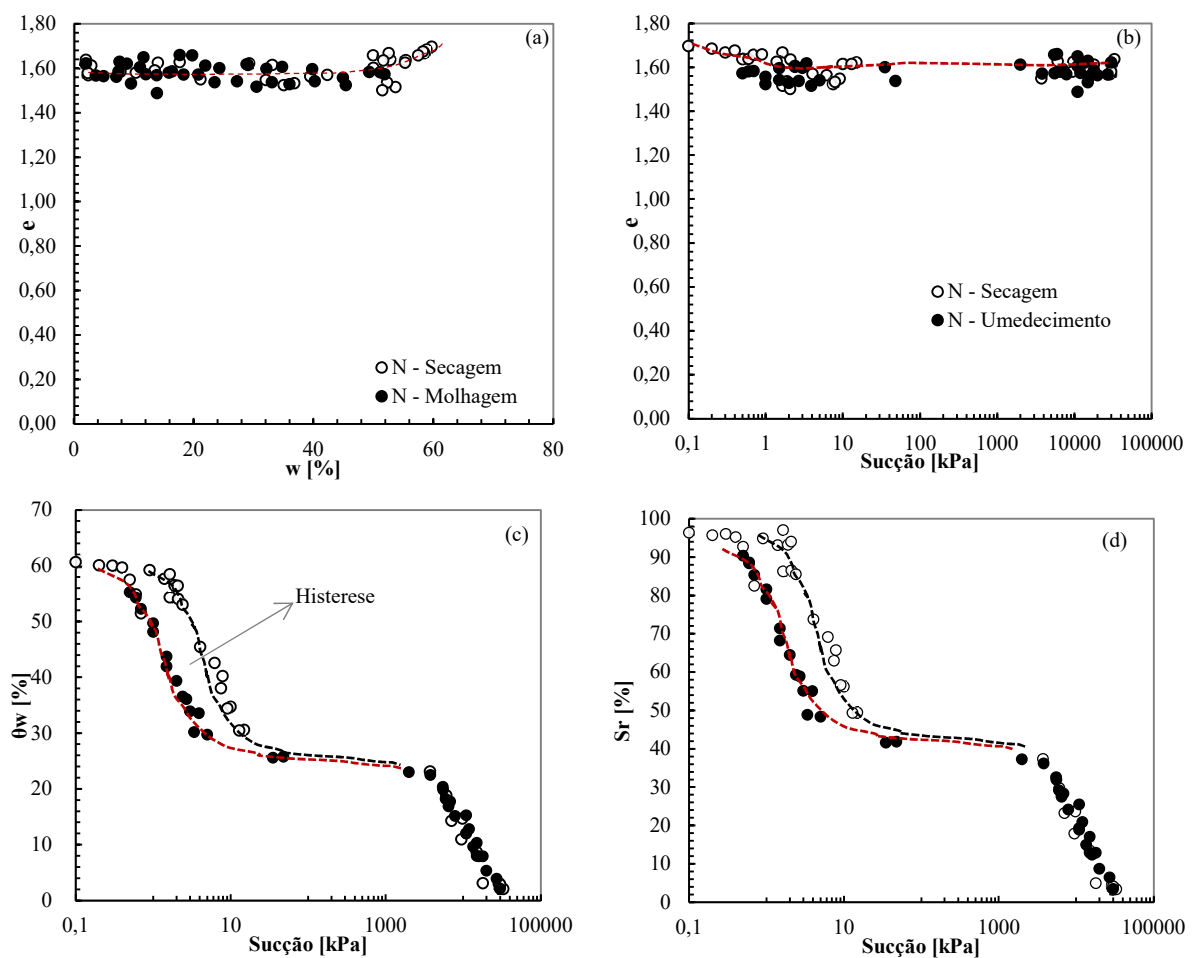 1,80
1,60
1,40
1,20
1,00
0,80
0,60
0,40
0,20
0,00
e
(a)
N - Secagem
N - Molhagem
0 20 40 60 80
w [%]
1,80
1,60
1,40
1,20
1,00
0,80
0,60
0,40
0,20
0,00
e
(b)
N - Secagem
N - Umedecimento
0,1 1 10 100 1000 10000 100000
Sucção [kPa]
70
60
50
40
30
20
10
0
θw [%]
(c)
Histerese
0,1 10 1000 100000
Sucção [kPa]
100
90
80
70
60
50
40
30
20
10
0
Sr [%]
(d)
0,1 10 1000 100000
Sucção [kPa]